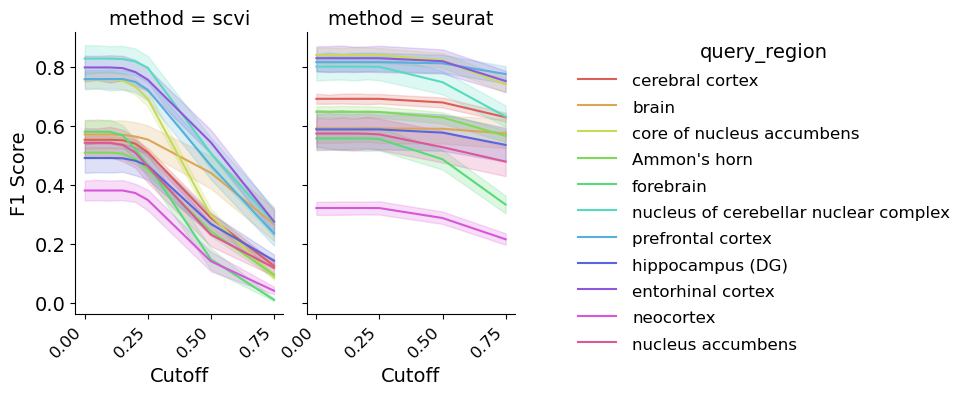 method = scvi
method = seurat
F1 Score
0.8
0.6
0.4
0.2
0.0
0.00
0.25
0.50
0.75
Cutoff
0.00
0.25
0.50
0.75
Cutoff
query_region
cerebral cortex
brain
core of nucleus accumbens
Ammon's horn
forebrain
nucleus of cerebellar nuclear complex
prefrontal cortex
hippocampus (DG)
entorhinal cortex
neocortex
nucleus accumbens